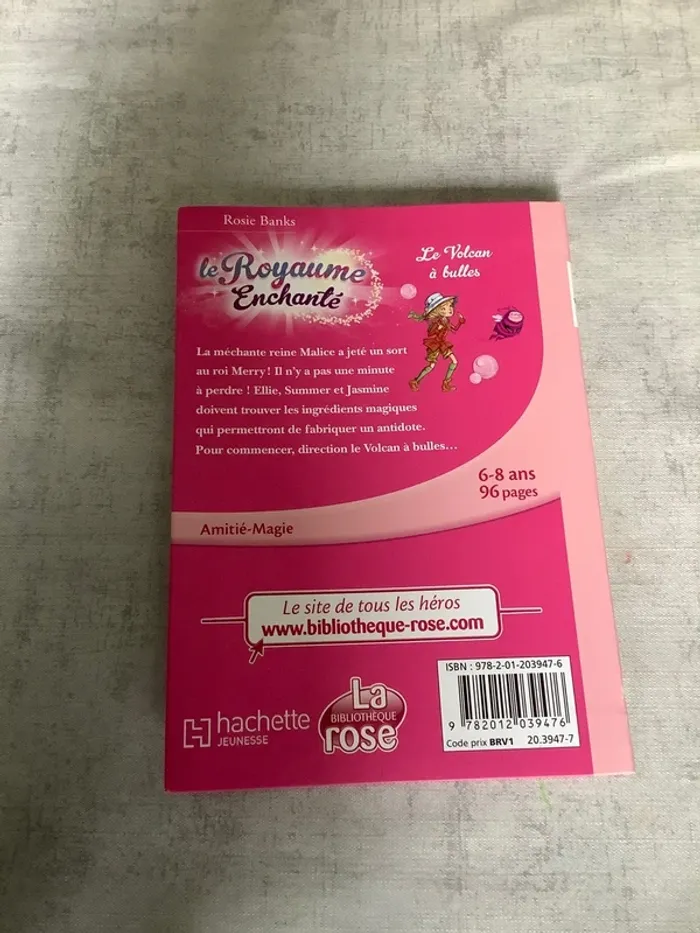 Rosie Banks
le Royaume
Enchanté
Le Volcan
à bulles
La méchante reine Malice a jeté un sort
au roi Merry ! Il n’y a pas une minute
à perdre ! Ellie, Summer et Jasmine
doivent trouver les ingrédients magiques
qui permettront de fabriquer un antidote.
Pour commencer, direction le Volcan à bulles...
6-8 ans
96 pages
Amitié-Magie
Le site de tous les héros
www.bibliotheque-rose.com
hachette
JEUNESSE
La
BIBLIOTHÈQUE
rose
ISBN : 978-2-01-203947-6
9 782012 039476
Code prix BRV1 20.3947-7